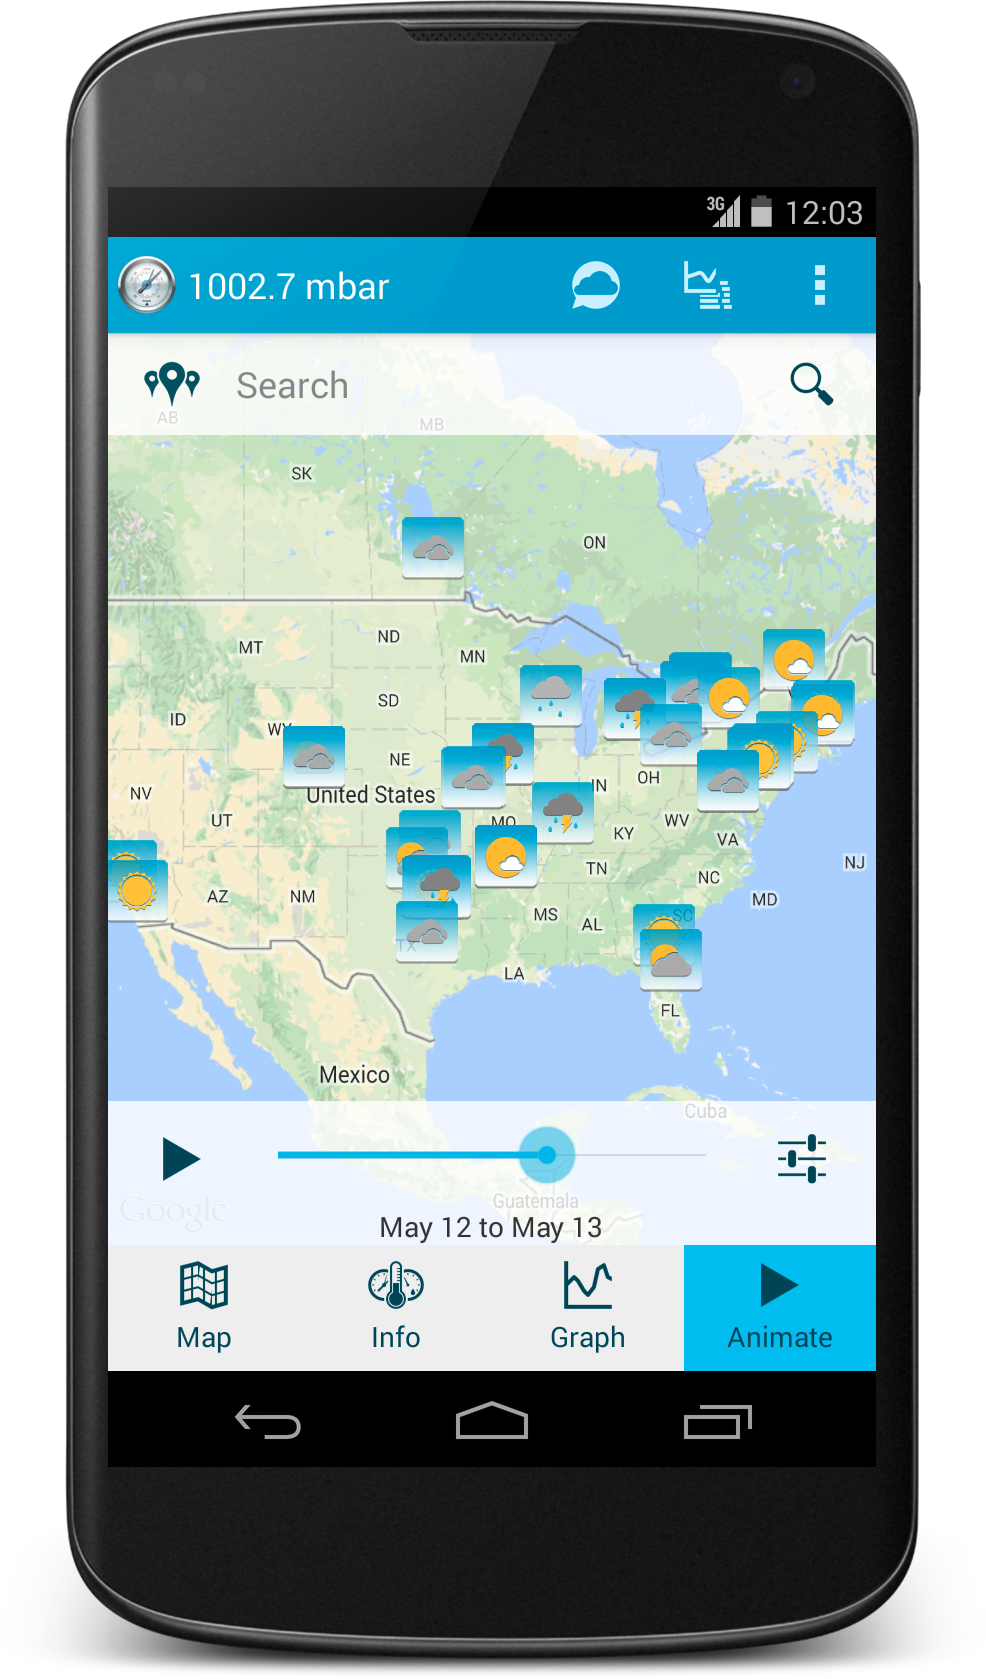 3G 12:03
1002.7 mbar
Search
AB
MB
SK
ON
ND
MT
MN
SD
ID
WY
NE
IN
OH
NV
United States
UT
MO
KY
WV
VA
NJ
TN
NC
AZ
NM
MD
MS
SC
AL
TX
LA
FL
Mexico
Cuba
Guatemala
Google
May 12 to May 13
Map
Info
Graph
Animate